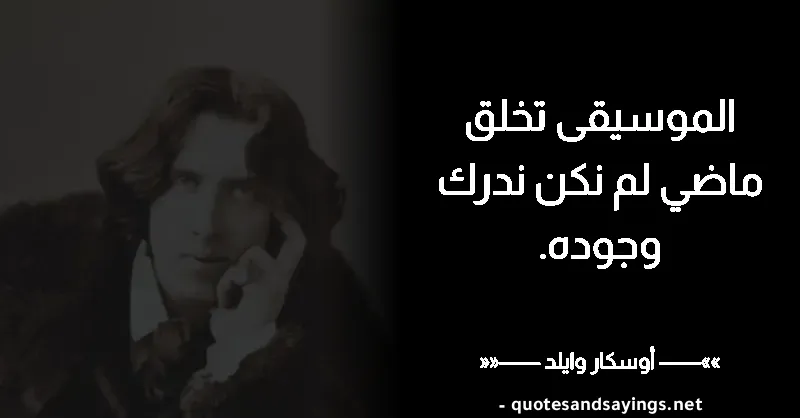 الموسيقى تخلق
ماضي لم نكن ندرك
وجوده.
»»—— أوسكار وايلد ——««
- quotesandsayings.net